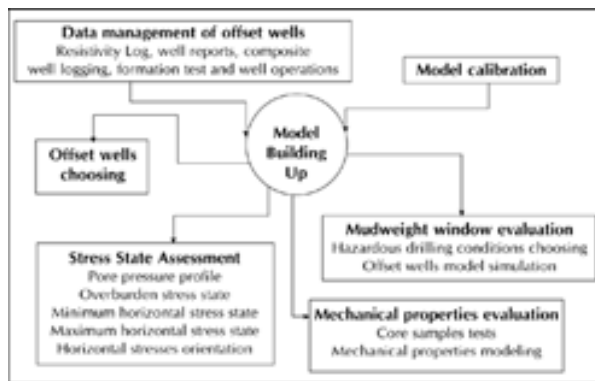 Data management of offset wells
Resistivity Log, well reports, composite
well logging, formation test and well operations
Model calibration
Model
Building
Up
Offset wells
choosing
Mudweight window evaluation
Hazardous drilling conditions choosing
Offset wells model simulation
Stress State Assessment
Pore pressure profile
Overburden stress state
Minimum horizontal stress state
Maximum horizontal stress state
Horizontal stresses orientation
Mechanical properties evaluation
Core samples tests
Mechanical properties modeling